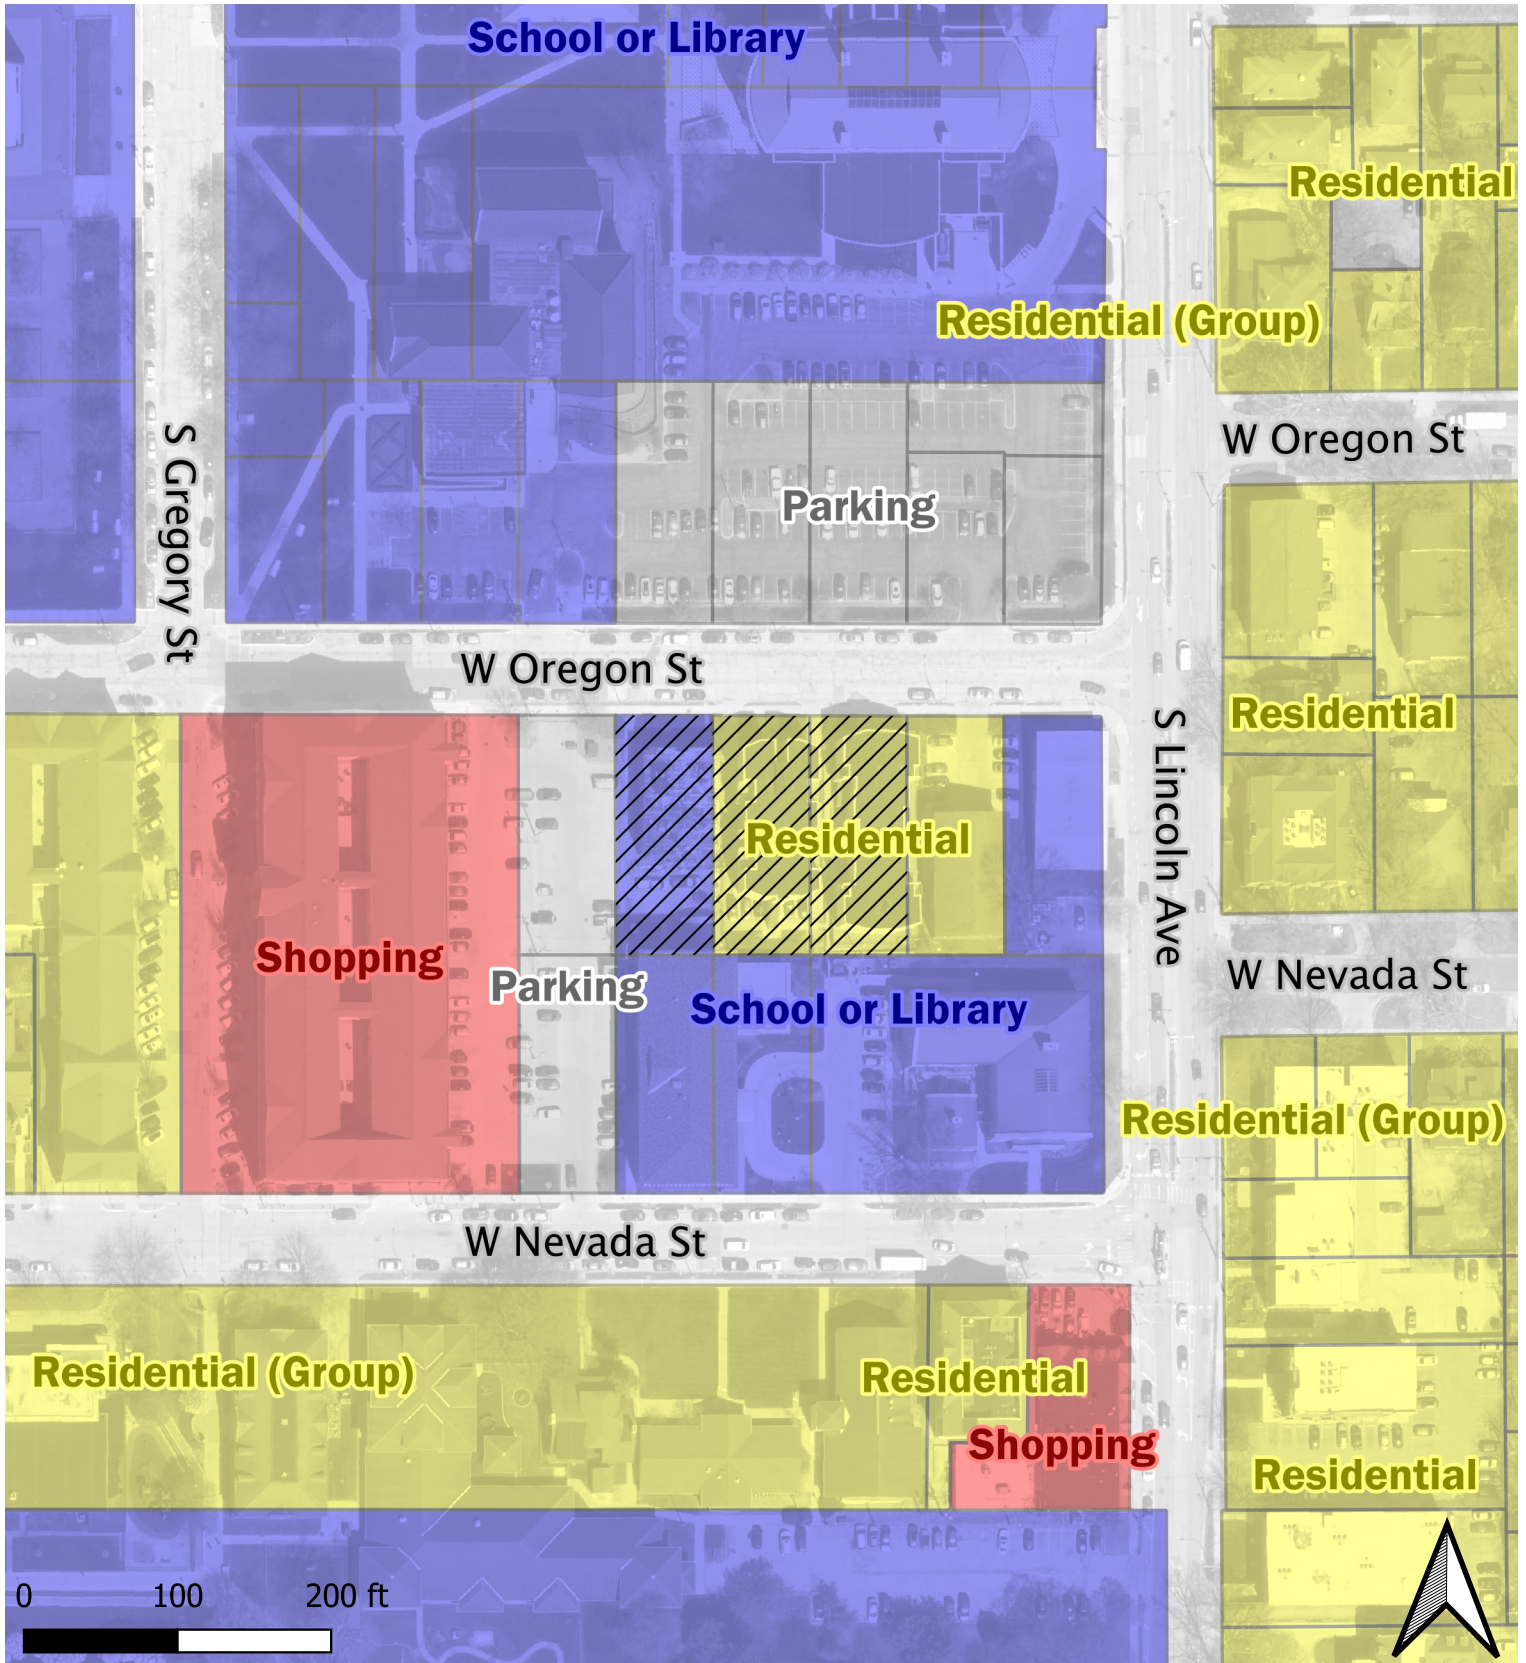 School or Library
Residential
Residential (Group)
S Gregory St
W Oregon St
Parking
W Oregon St
Residential
S Lincoln Ave
Residential
Shopping
Parking
School or Library
W Nevada St
Residential (Group)
W Nevada St
Residential (Group)
Residential
Shopping
Residential
0 100 200 ft